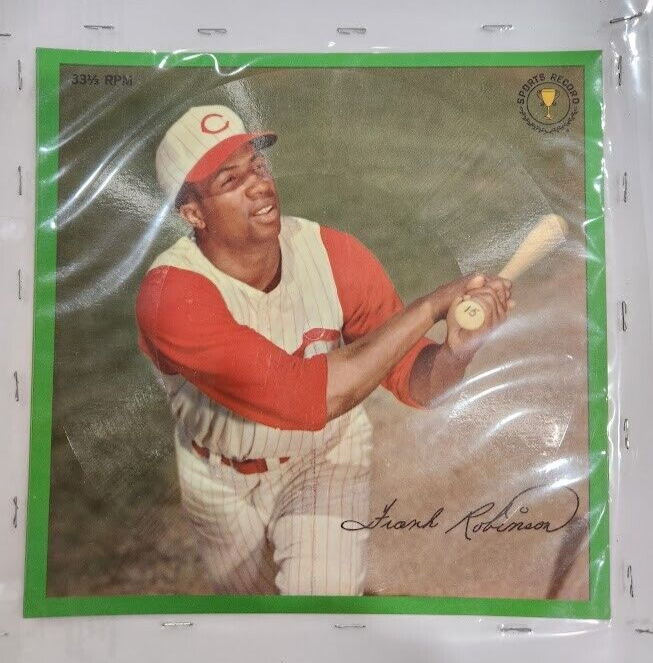 33⅓ RPM
SPORTS RECORD
C
15
Frank Robinson